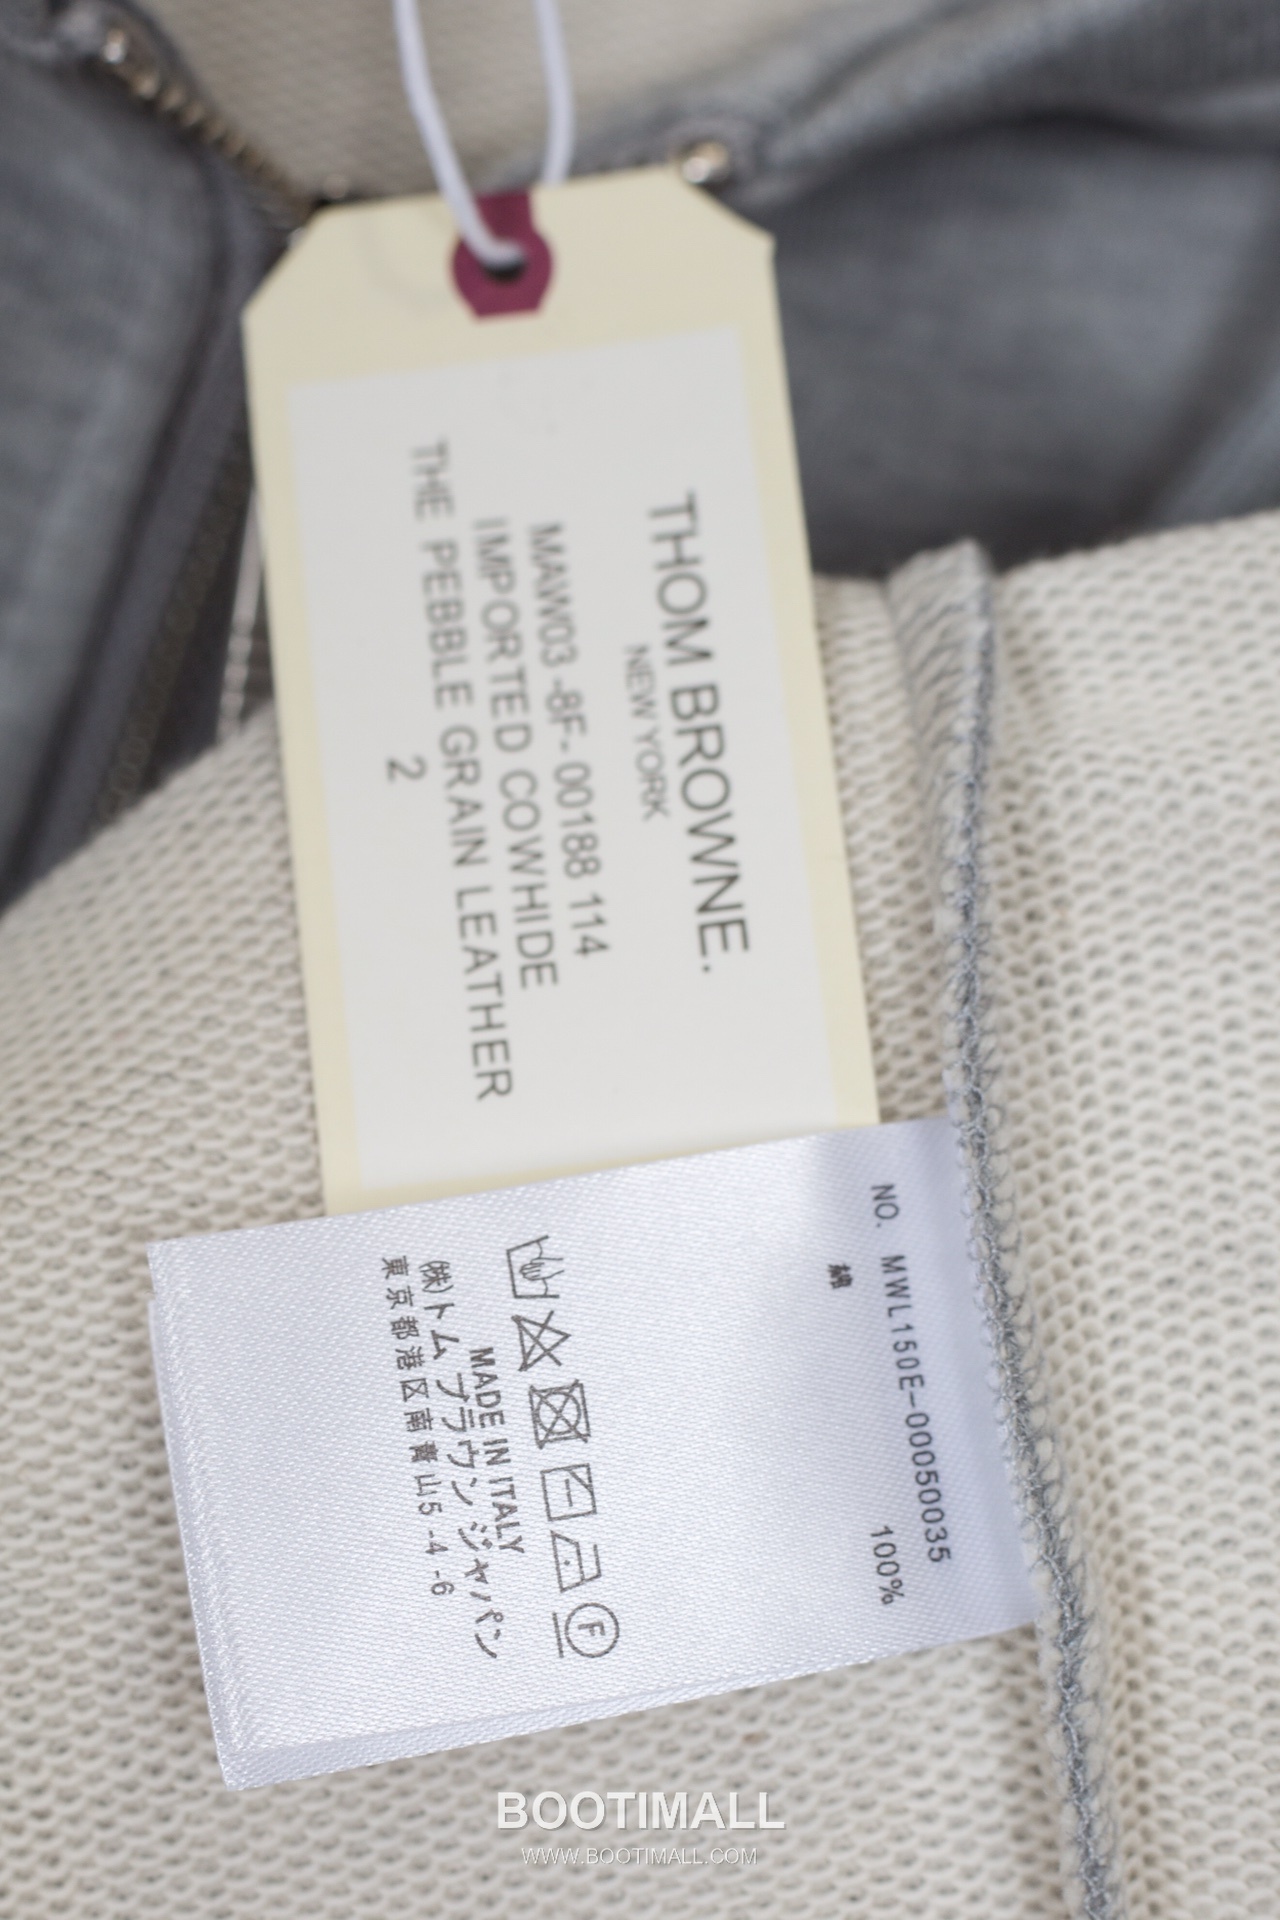 THOM BROWNE.
NEW YORK
MAW03 -8F- 00188 114
IMPORTED COWHIDE
THE PEBBLE GRAIN LEATHER
2
NO. MWL150E-00050035
綿 100%
F
MADE IN ITALY
㈱トム ブラウン ジャパン
東京都港区南青山5-4-6
BOOTIMALL
WWW.BOOTIMALL.COM